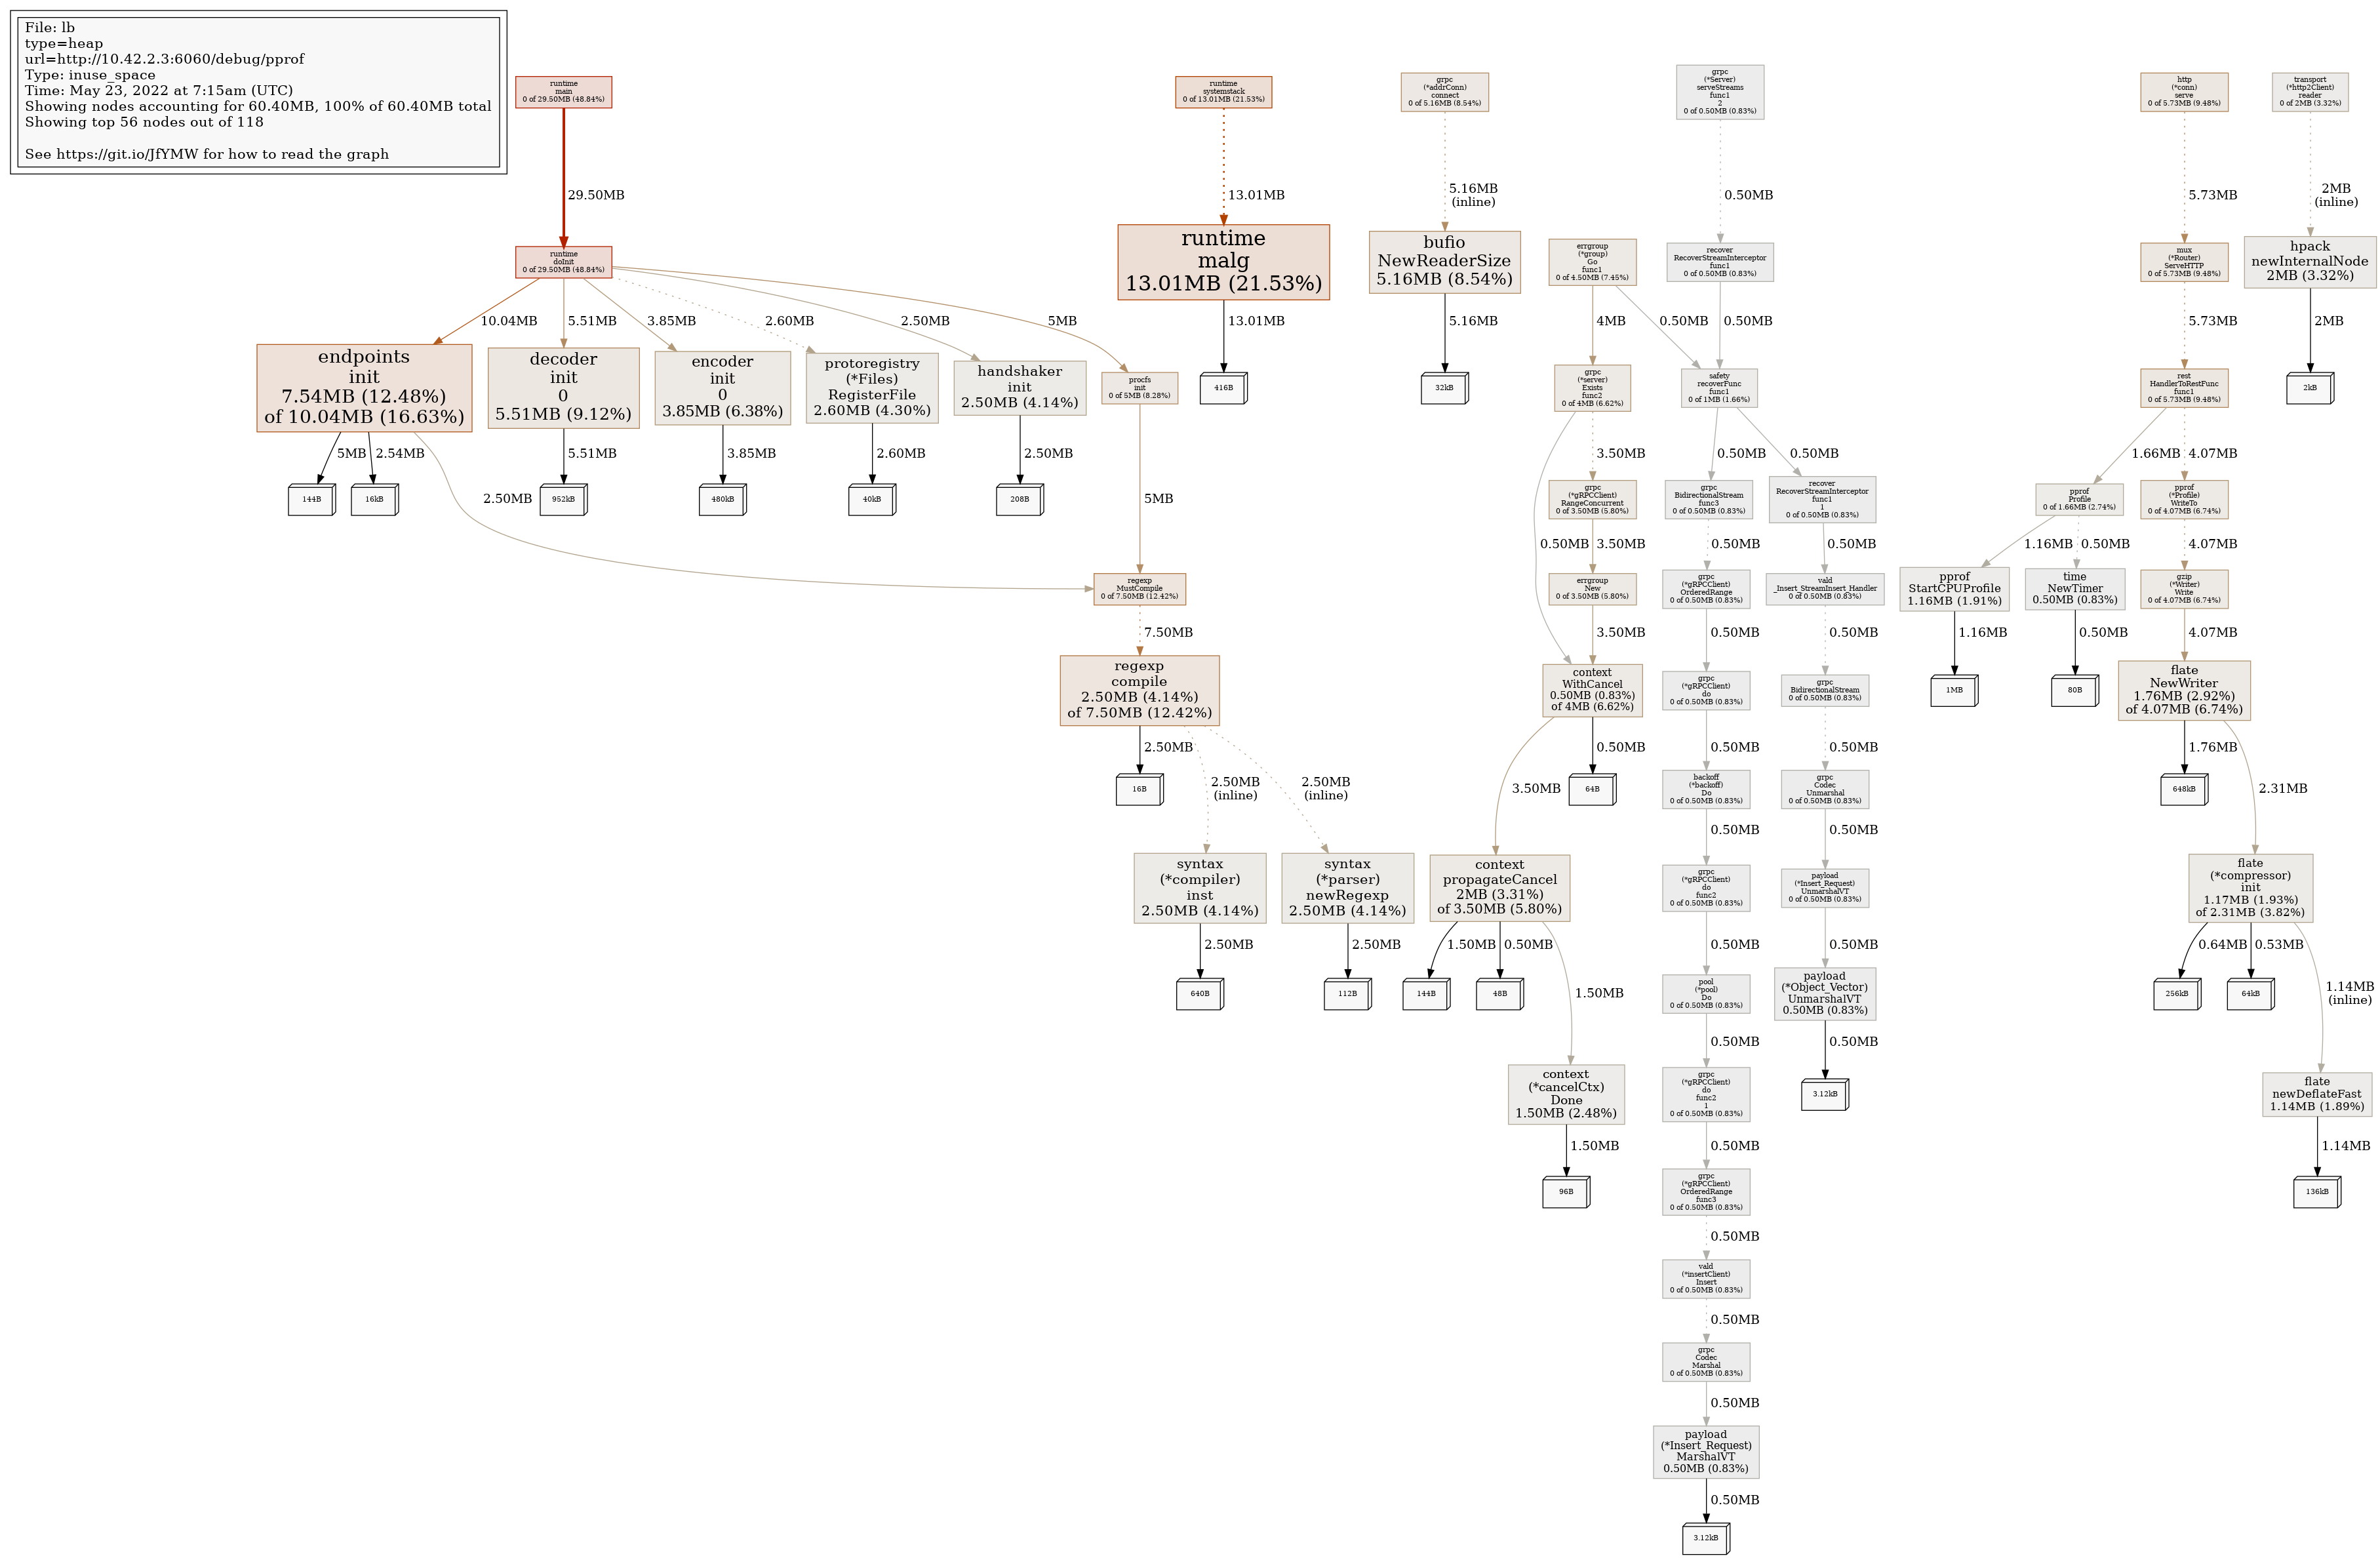 File: lb
type=heap
url=http://10.42.2.3:6060/debug/pprof
Type: inuse_space
Time: May 23, 2022 at 7:15am (UTC)
Showing nodes accounting for 60.40MB, 100% of 60.40MB total
Showing top 56 nodes out of 118
See https://git.io/JfYMW for how to read the graph
runtime
main
0 of 29.50MB (48.84%)
runtime
systemstack
0 of 13.01MB (21.53%)
grpc
(*addrConn)
connect
0 of 5.16MB (8.54%)
grpc
(*Server)
serveStreams
func1
2
0 of 0.50MB (0.83%)
http
(*conn)
serve
0 of 5.73MB (9.48%)
transport
(*http2Client)
reader
0 of 2MB (3.32%)
29.50MB
13.01MB
5.16MB
(inline)
0.50MB
5.73MB
2MB
(inline)
runtime
doInit
0 of 29.50MB (48.84%)
runtime
malg
13.01MB (21.53%)
bufio
NewReaderSize
5.16MB (8.54%)
errgroup
(*group)
Go
func1
0 of 4.50MB (7.45%)
recover
RecoverStreamInterceptor
func1
0 of 0.50MB (0.83%)
mux
(*Router)
ServeHTTP
0 of 5.73MB (9.48%)
hpack
newInternalNode
2MB (3.32%)
10.04MB
5.51MB
3.85MB
2.60MB
2.50MB
5MB
13.01MB
5.16MB
4MB
0.50MB
0.50MB
5.73MB
2MB
endpoints
init
7.54MB (12.48%)
of 10.04MB (16.63%)
decoder
init
0
5.51MB (9.12%)
encoder
init
0
3.85MB (6.38%)
protoregistry
(*Files)
RegisterFile
2.60MB (4.30%)
handshaker
init
2.50MB (4.14%)
procfs
init
0 of 5MB (8.28%)
416B
32kB
grpc
(*server)
Exists
func2
0 of 4MB (6.62%)
safety
recoverFunc
func1
0 of 1MB (1.66%)
rest
HandlerToRestFunc
func1
0 of 5.73MB (9.48%)
2kB
5MB
2.54MB
2.50MB
5.51MB
3.85MB
2.60MB
2.50MB
5MB
0.50MB
3.50MB
0.50MB
0.50MB
1.66MB
4.07MB
144B
16kB
952kB
480kB
40kB
208B
grpc
(*gRPCClient)
RangeConcurrent
0 of 3.50MB (5.80%)
grpc
BidirectionalStream
func3
0 of 0.50MB (0.83%)
recover
RecoverStreamInterceptor
func1
1
0 of 0.50MB (0.83%)
pprof
Profile
0 of 1.66MB (2.74%)
pprof
(*Profile)
WriteTo
0 of 4.07MB (6.74%)
3.50MB
0.50MB
0.50MB
1.16MB
0.50MB
4.07MB
regexp
MustCompile
0 of 7.50MB (12.42%)
errgroup
New
0 of 3.50MB (5.80%)
grpc
(*gRPCClient)
OrderedRange
0 of 0.50MB (0.83%)
vald
_Insert_StreamInsert_Handler
0 of 0.50MB (0.83%)
pprof
StartCPUProfile
1.16MB (1.91%)
time
NewTimer
0.50MB (0.83%)
gzip
(*Writer)
Write
0 of 4.07MB (6.74%)
7.50MB
3.50MB
0.50MB
0.50MB
1.16MB
0.50MB
4.07MB
regexp
compile
2.50MB (4.14%)
of 7.50MB (12.42%)
context
WithCancel
0.50MB (0.83%)
of 4MB (6.62%)
grpc
(*gRPCClient)
do
0 of 0.50MB (0.83%)
grpc
BidirectionalStream
0 of 0.50MB (0.83%)
1MB
80B
flate
NewWriter
1.76MB (2.92%)
of 4.07MB (6.74%)
2.50MB
2.50MB
(inline)
2.50MB
(inline)
3.50MB
0.50MB
0.50MB
0.50MB
1.76MB
2.31MB
16B
64B
backoff
(*backoff)
Do
0 of 0.50MB (0.83%)
grpc
Codec
Unmarshal
0 of 0.50MB (0.83%)
648kB
0.50MB
0.50MB
syntax
(*compiler)
inst
2.50MB (4.14%)
syntax
(*parser)
newRegexp
2.50MB (4.14%)
context
propagateCancel
2MB (3.31%)
of 3.50MB (5.80%)
grpc
(*gRPCClient)
do
func2
0 of 0.50MB (0.83%)
payload
(*Insert_Request)
UnmarshalVT
0 of 0.50MB (0.83%)
flate
(*compressor)
init
1.17MB (1.93%)
of 2.31MB (3.82%)
2.50MB
2.50MB
1.50MB
0.50MB
1.50MB
0.50MB
0.50MB
0.64MB
0.53MB
1.14MB
(inline)
640B
112B
144B
48B
pool
(*pool)
Do
0 of 0.50MB (0.83%)
payload
(*Object_Vector)
UnmarshalVT
0.50MB (0.83%)
256kB
64kB
0.50MB
0.50MB
context
(*cancelCtx)
Done
1.50MB (2.48%)
grpc
(*gRPCClient)
do
func2
1
0 of 0.50MB (0.83%)
3.12kB
flate
newDeflateFast
1.14MB (1.89%)
1.50MB
0.50MB
1.14MB
96B
grpc
(*gRPCClient)
OrderedRange
func3
0 of 0.50MB (0.83%)
136kB
0.50MB
vald
(*insertClient)
Insert
0 of 0.50MB (0.83%)
0.50MB
grpc
Codec
Marshal
0 of 0.50MB (0.83%)
0.50MB
payload
(*Insert_Request)
MarshalVT
0.50MB (0.83%)
0.50MB
3.12kB